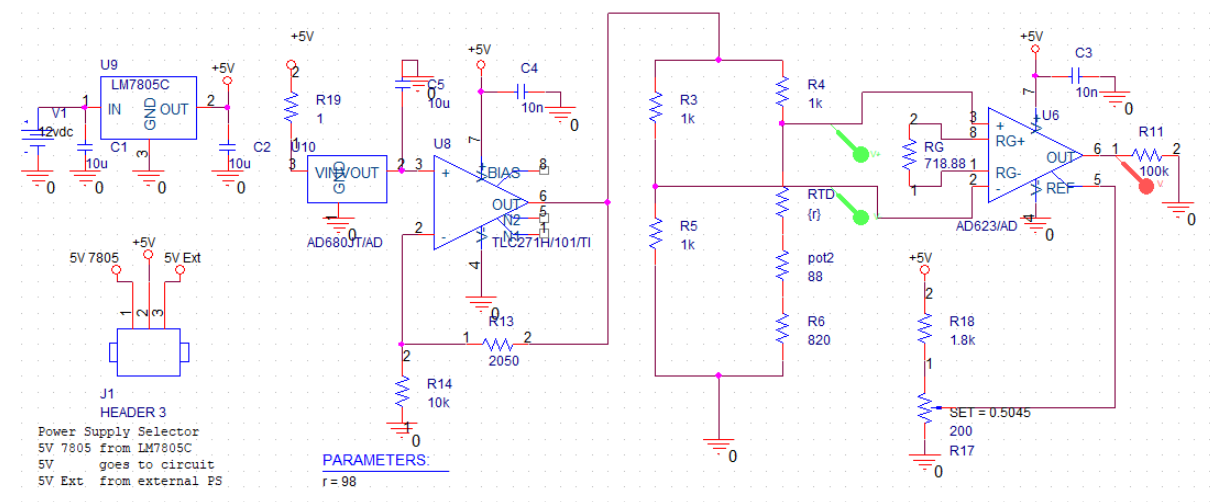 +5V
U9
LM7805C
+5V
1
IN
GND
OUT
2
V1
12vdc
C1
10u
3
C2
10u
0
0
0
0
2
R19
1
1
U10
3
VIN
VOUT
GND
2
1
AD680JT/AD
0
0
C5
10u
+5V
C4
10n
0
U8
7
3
+
V+
BIAS
8
OUT
6
N2
5
N1
1
2
-
V-
4
TLC271H/101/TI
0
R13
1
2
2050
2
R14
10k
1
0
R3
1k
R4
1k
R5
1k
RTD
{r}
pot2
88
R6
820
0
V+
V-
+5V
C3
10n
0
7
U6
2
RG
718.88
1
3
+
8
RG+
1
RG-
2
-
V+
OUT
6
REF
5
V-
4
AD623/AD
0
1
R11
2
100k
V
0
+5V
2
R18
1.8k
1
SET = 0.5045
200
R17
0
+5V
5V 7805
5V Ext
1
2
3
J1
HEADER 3
Power Supply Selector
5V 7805 from LM7805C
5V goes to circuit
5V Ext from external PS
PARAMETERS:
r = 98